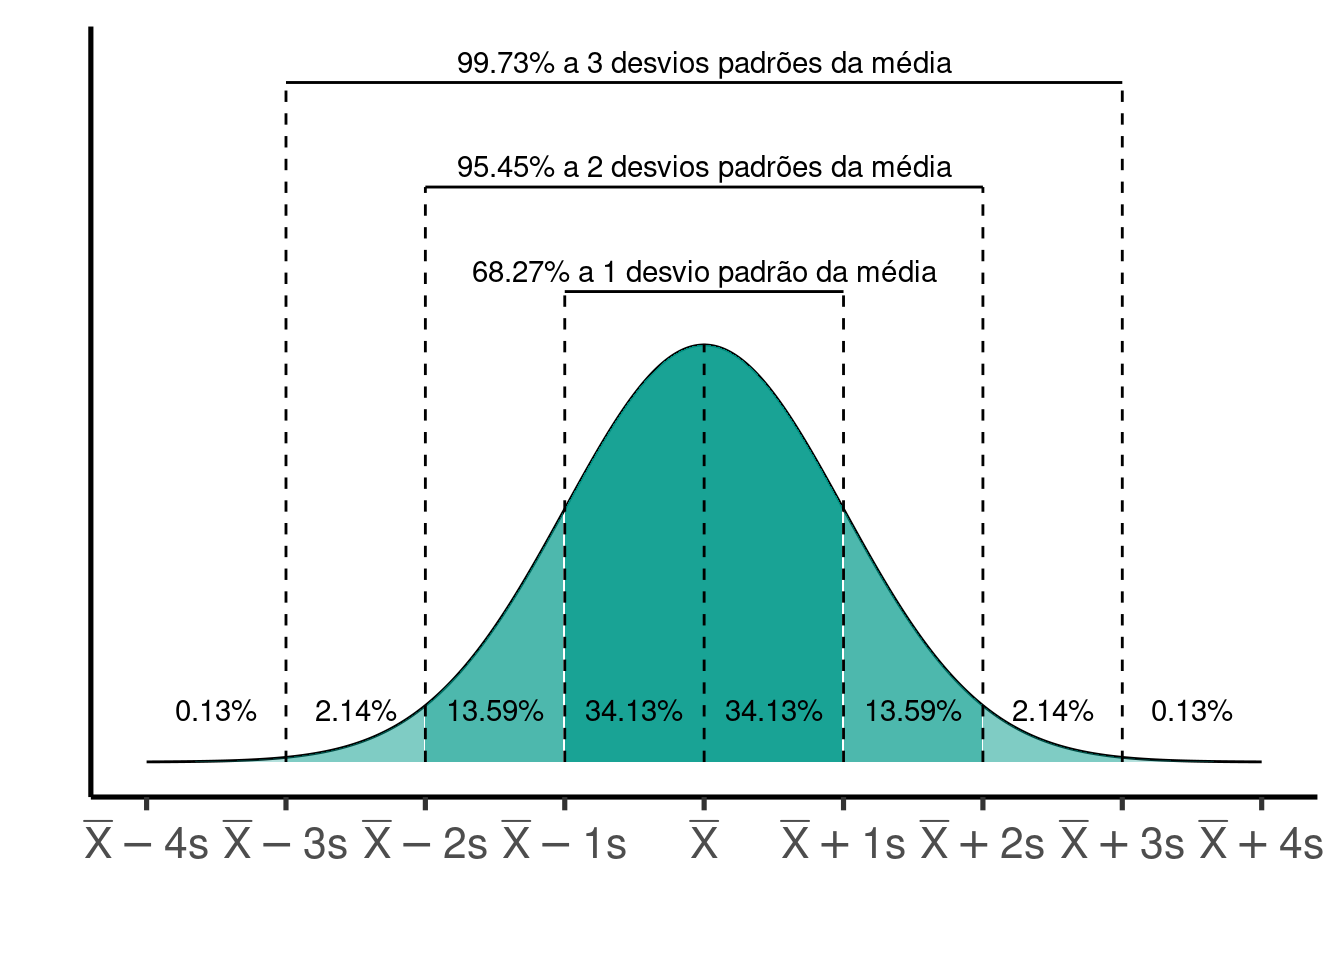 99.73% a 3 desvios padrões da média
95.45% a 2 desvios padrões da média
68.27% a 1 desvio padrão da média
0.13% 2.14% 13.59% 34.13% 34.13% 13.59% 2.14% 0.13%
X̅ − 4s X̅ − 3s X̅ − 2s X̅ − 1s X̅ X̅ + 1s X̅ + 2s X̅ + 3s X̅ + 4s